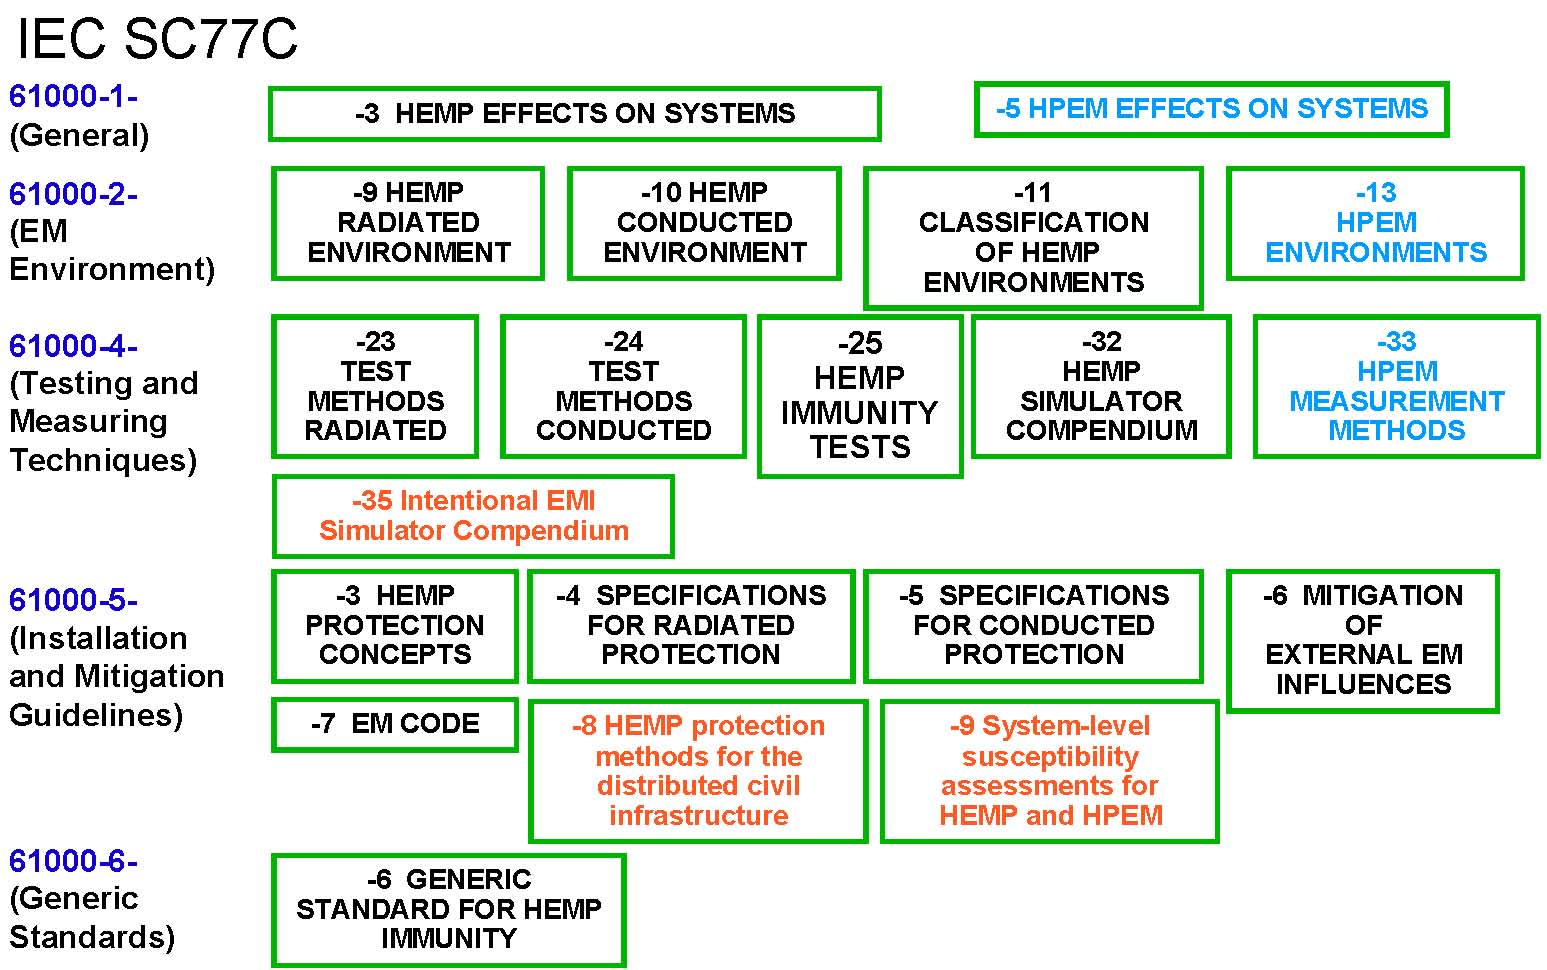 IEC SC77C
61000-1-
(General)
-3  HEMP EFFECTS ON SYSTEMS
-5 HPEM EFFECTS ON SYSTEMS
61000-2-
(EM
Environment)
-9 HEMP
RADIATED
ENVIRONMENT
-10 HEMP
CONDUCTED
ENVIRONMENT
-11
CLASSIFICATION
OF HEMP
ENVIRONMENTS
-13
HPEM
ENVIRONMENTS
61000-4-
(Testing and
Measuring
Techniques)
-23
TEST
METHODS
RADIATED
-24
TEST
METHODS
CONDUCTED
-25
HEMP
IMMUNITY
TESTS
-32
HEMP
SIMULATOR
COMPENDIUM
-33
HPEM
MEASUREMENT
METHODS
-35 Intentional EMI
Simulator Compendium
61000-5-
(Installation
and Mitigation
Guidelines)
-3  HEMP
PROTECTION
CONCEPTS
-4  SPECIFICATIONS
FOR RADIATED
PROTECTION
-5  SPECIFICATIONS
FOR CONDUCTED
PROTECTION
-6  MITIGATION
OF
EXTERNAL EM
INFLUENCES
-7  EM CODE
-8 HEMP protection
methods for the
distributed civil
infrastructure
-9 System-level
susceptibility
assessments for
HEMP and HPEM
61000-6-
(Generic
Standards)
-6  GENERIC
STANDARD FOR HEMP
IMMUNITY